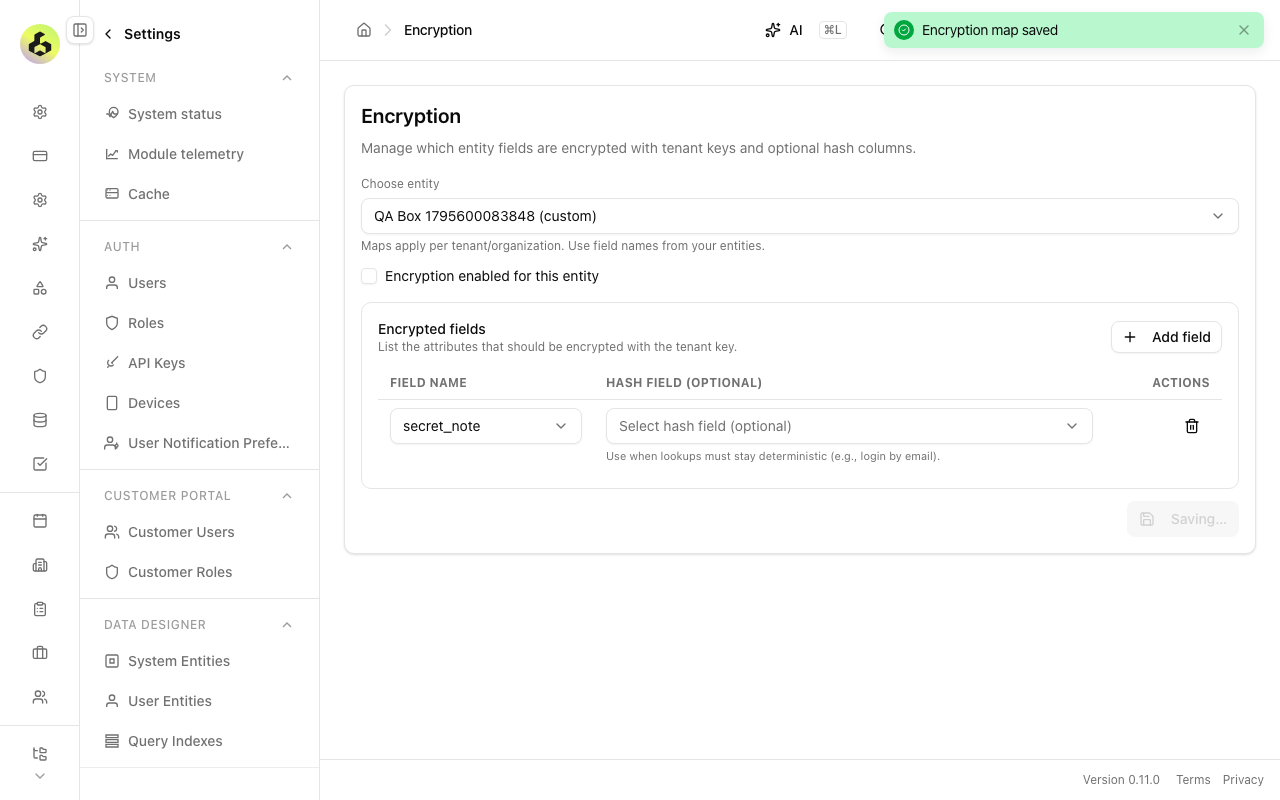 Settings
SYSTEM
System status
Module telemetry
Cache
AUTH
Users
Roles
API Keys
Devices
User Notification Prefe...
CUSTOMER PORTAL
Customer Users
Customer Roles
DATA DESIGNER
System Entities
User Entities
Query Indexes
Encryption
AI
⌘L
Encryption map saved
Encryption
Manage which entity fields are encrypted with tenant keys and optional hash columns.
Choose entity
QA Box 1795600083848 (custom)
Maps apply per tenant/organization. Use field names from your entities.
Encryption enabled for this entity
Encrypted fields
List the attributes that should be encrypted with the tenant key.
Add field
FIELD NAME HASH FIELD (OPTIONAL) ACTIONS
secret_note Select hash field (optional)
Use when lookups must stay deterministic (e.g., login by email).
Saving...
Version 0.11.0 Terms Privacy